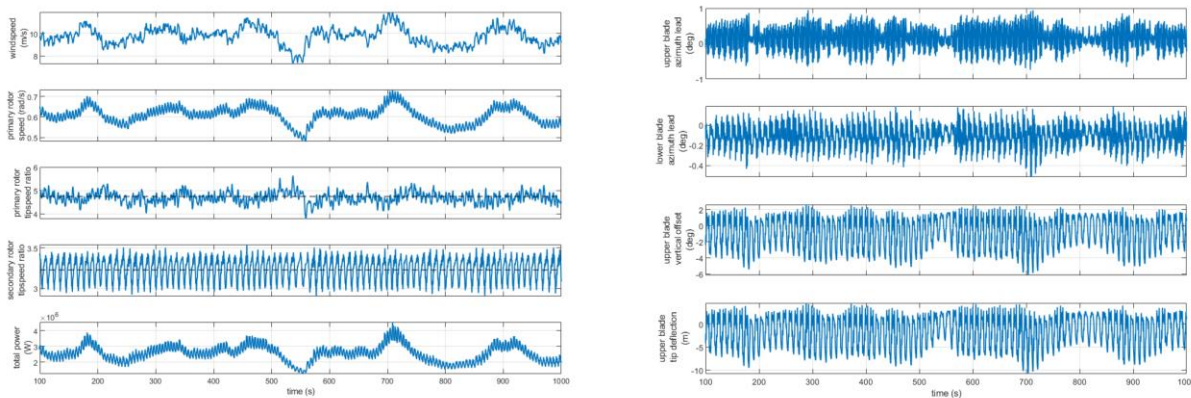 windspeed
(m/s)
10
8
primary rotor
speed (rad/s)
0.7
0.6
0.5
primary rotor
tipspeed ratio
6
5
4
secondary rotor
tipspeed ratio
3.5
3
×10⁶
total power
(W)
4
3
2
100 200 300 400 500 600 700 800 900 1000
time (s)
upper blade
azimuth lead
(deg)
1
0
-1
lower blade
azimuth lead
(deg)
0
-0.2
-0.4
upper blade
vertical offset
(deg)
2
0
-2
-4
-6
upper blade
tip deflection
(m)
0
-5
-10
100 200 300 400 500 600 700 800 900 1000
time (s)